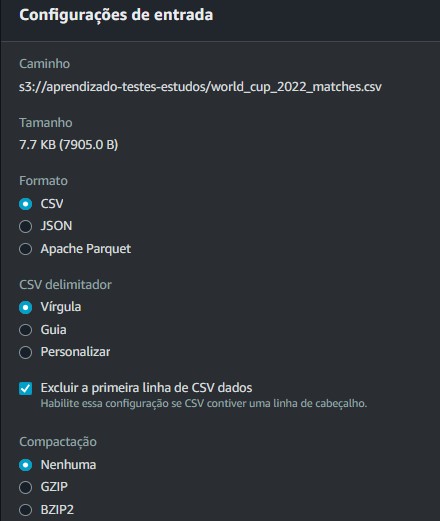 Configurações de entrada
Caminho
s3://aprendizado-testes-estudos/world_cup_2022_matches.csv
Tamanho
7.7 KB (7905.0 B)
Formato
CSV
JSON
Apache Parquet
CSV delimitador
Vírgula
Guia
Personalizar
Excluir a primeira linha de CSV dados
Habilite essa configuração se CSV contiver uma linha de cabeçalho.
Compactação
Nenhuma
GZIP
BZIP2